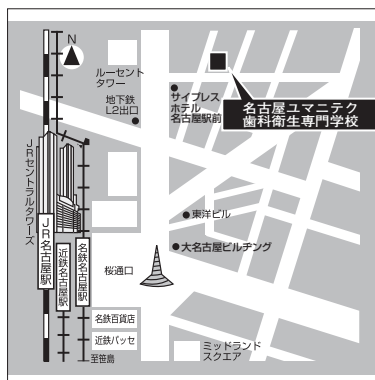 N
ルーセント
タワー
地下鉄
L2出口
サイプレス
ホテル
名古屋駅前
名古屋ユマニテク
歯科衛生専門学校
JRセントラルタワーズ
JR名古屋駅
近鉄名古屋駅
名鉄名古屋駅
東洋ビル
大名古屋ビルヂング
桜通口
名鉄百貨店
近鉄パッセ
至笹島
ミッドランド
スクエア